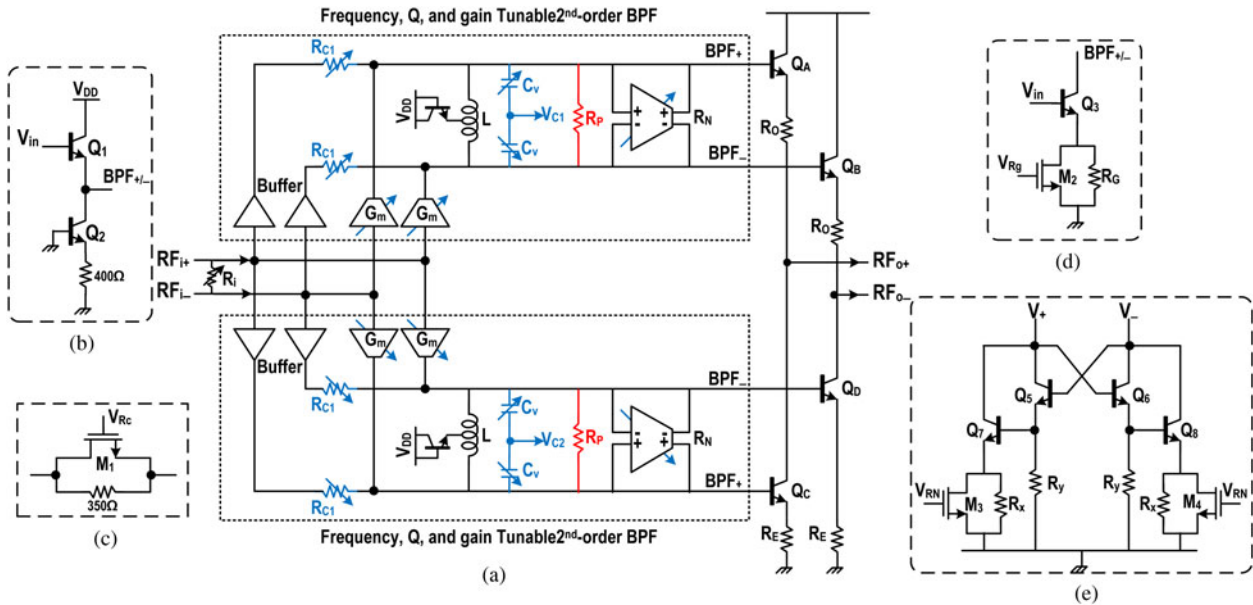 Frequency, Q, and gain Tunable2nd-order BPF
RC1
BPF+
QA
VDD
L
Cv
VC1
Cv
RP
RN
RO
RC1
BPF–
QB
Buffer
Gm
Gm
RO
RFi+
Ri
RFi–
RFo+
RFo–
Buffer
Gm
Gm
RC1
BPF–
QD
VDD
L
Cv
VC2
Cv
RP
RN
RC1
BPF+
QC
RE
RE
Frequency, Q, and gain Tunable2nd-order BPF
(a)
VDD
Vin
Q1
BPF+/–
Q2
400Ω
(b)
VRc
M1
350Ω
(c)
BPF+/–
Vin
Q3
VRg
M2
RG
(d)
V+
V–
Q5
Q6
Q7
Q8
VRN
M3
Rx
Ry
Ry
Rx
M4
VRN
(e)